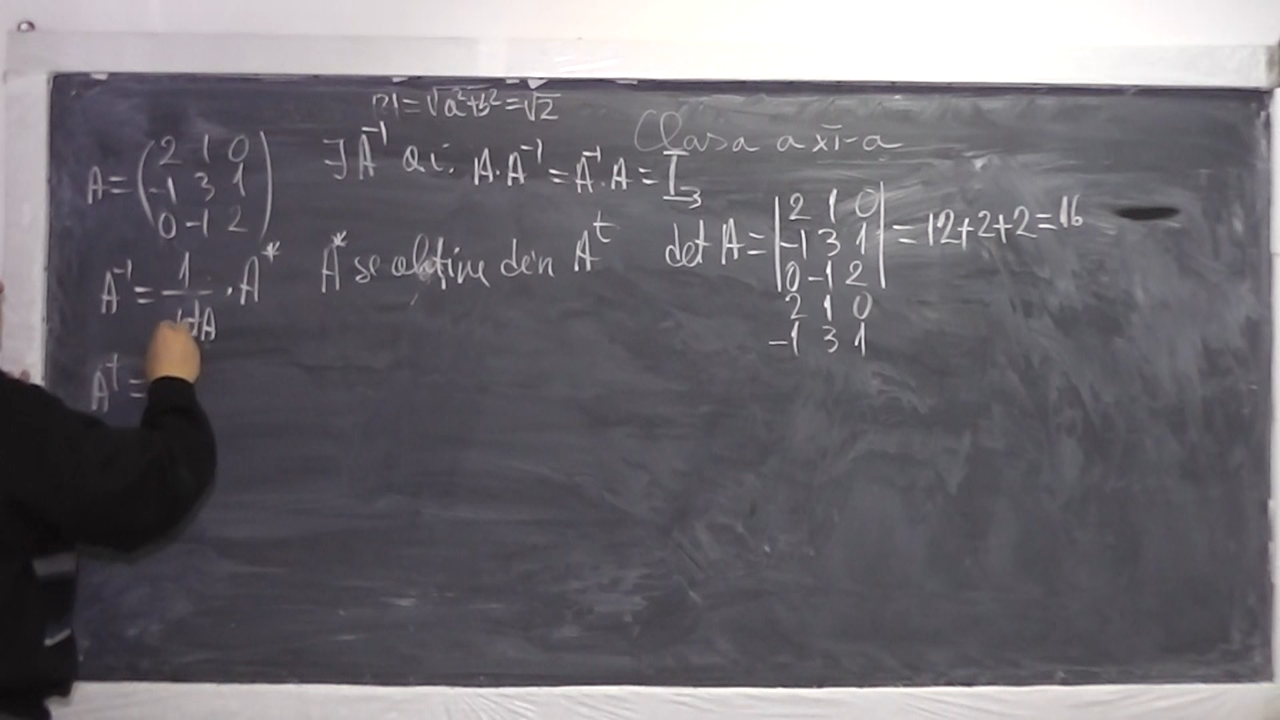 = √a²+b² = √2
Clasa a XI-a
A = (2 1 0
-1 3 1
0 -1 2)
∃ A⁻¹ a.i. A·A⁻¹ = A⁻¹·A = I₃
det A = |2 1 0
-1 3 1
0 -1 2| = 12+2+2=16
2 1 0
-1 3 1
A⁻¹ = 1/det A · A*
A* se obtine din Aᵗ
Aᵗ =